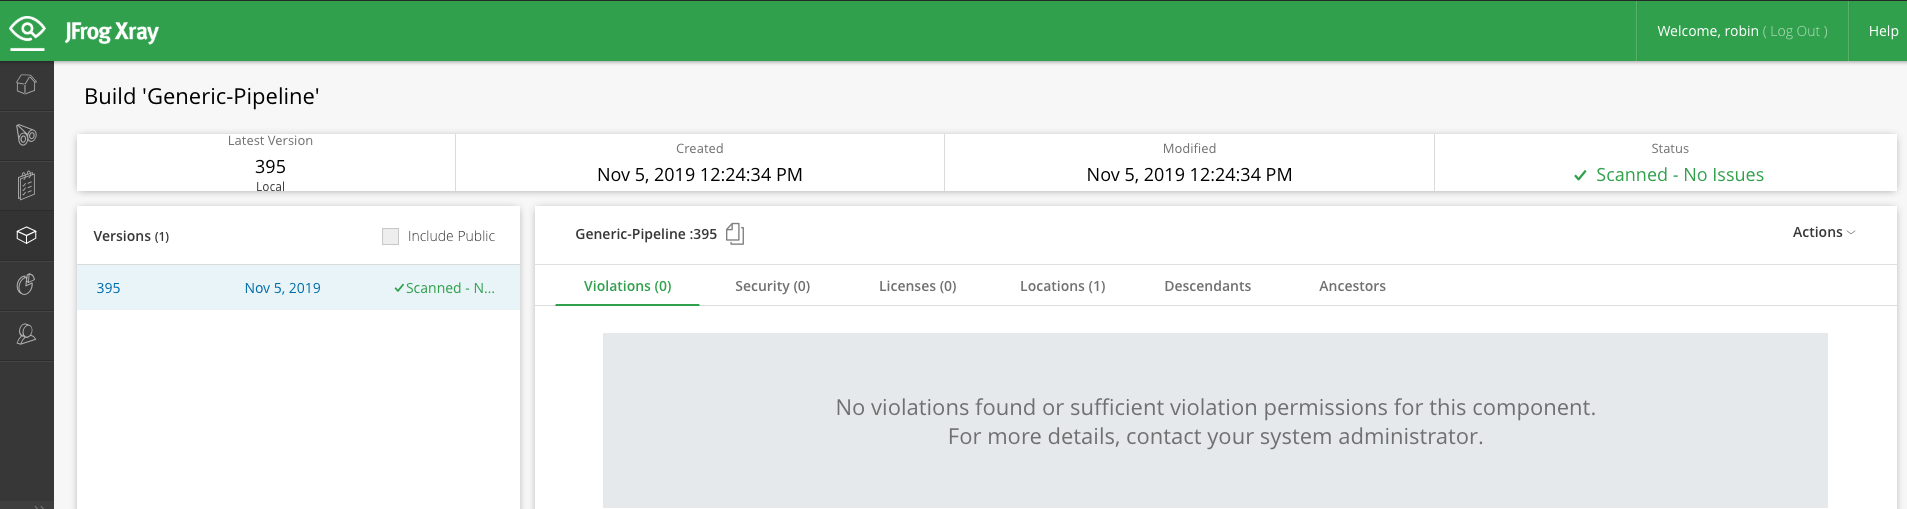 JFrog Xray
Welcome, robin ( Log Out )
Help
Build 'Generic-Pipeline'
Latest Version
395
Local
Created
Nov 5, 2019 12:24:34 PM
Modified
Nov 5, 2019 12:24:34 PM
Status
Scanned - No Issues
Versions (1)
Include Public
395
Nov 5, 2019
Scanned - N...
Generic-Pipeline :395
Actions
Violations (0)
Security (0)
Licenses (0)
Locations (1)
Descendants
Ancestors
No violations found or sufficient violation permissions for this component.
For more details, contact your system administrator.